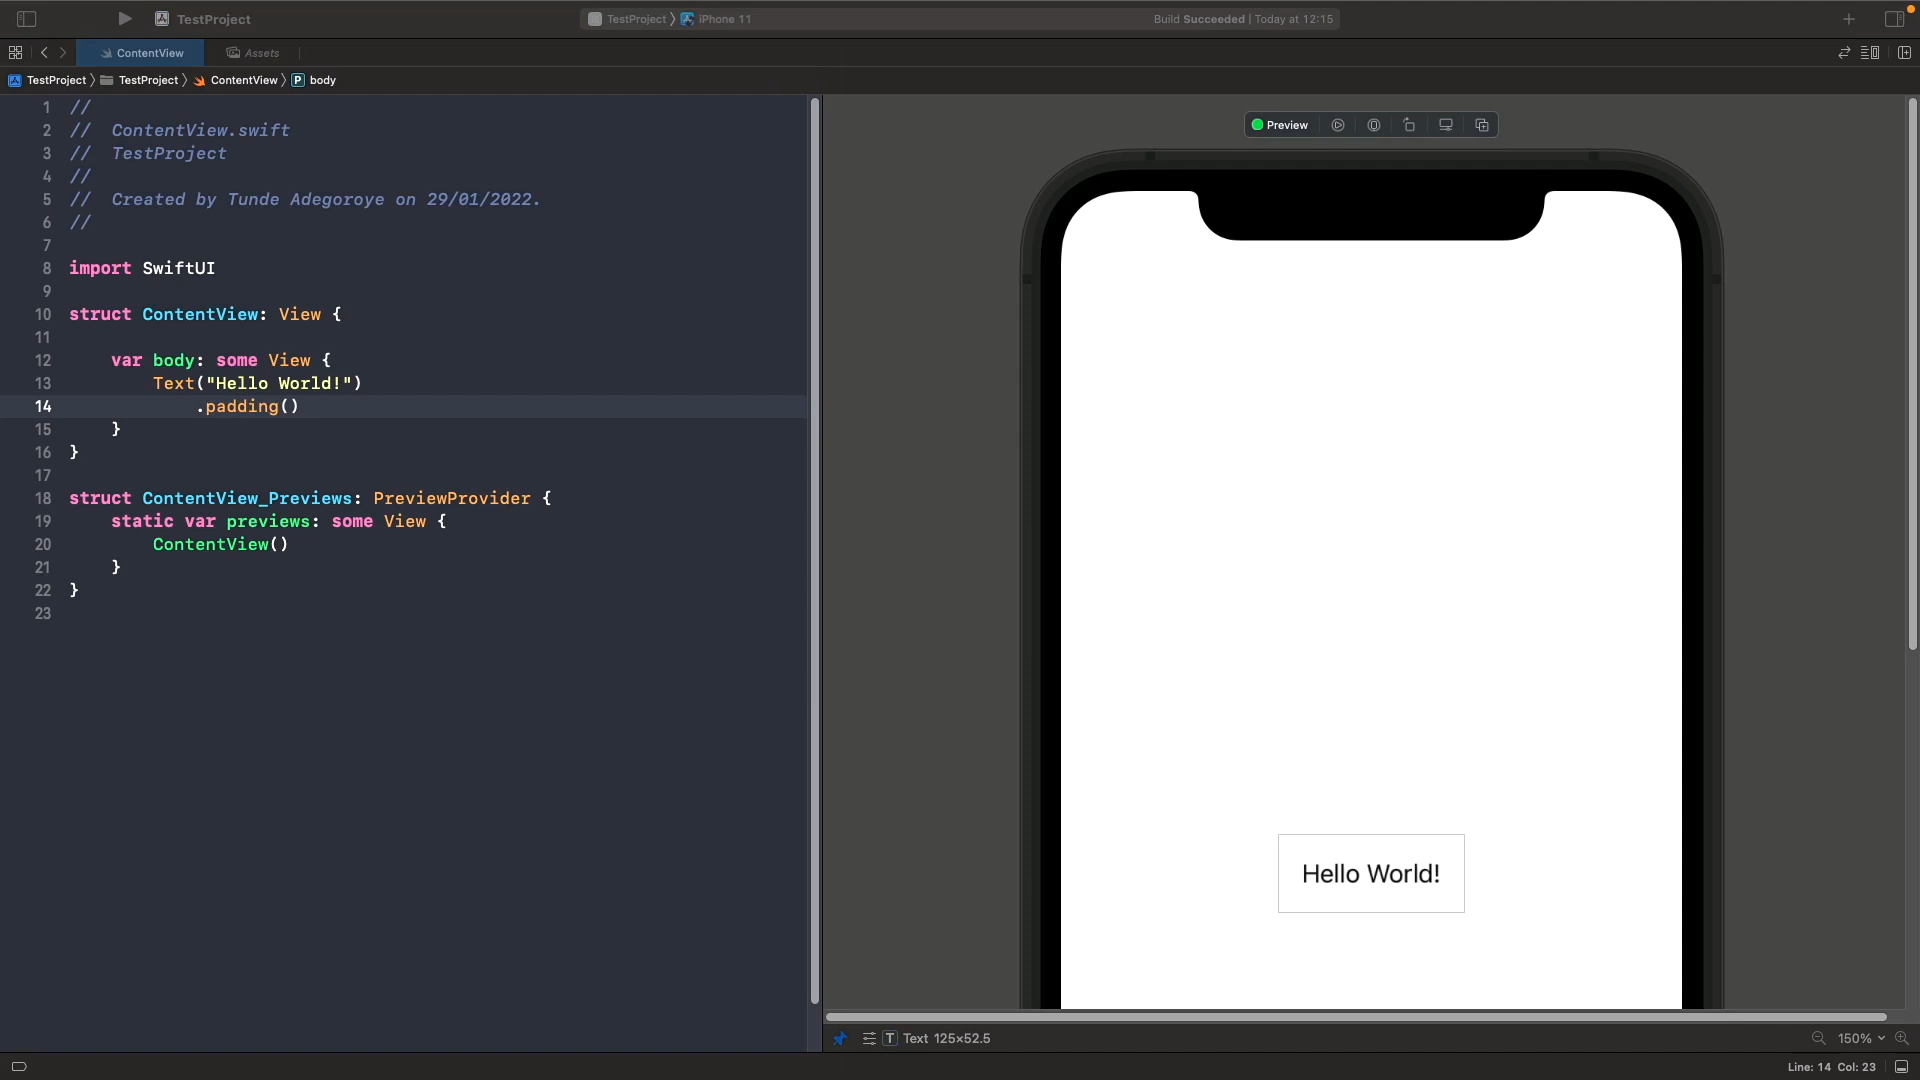 TestProject
TestProject 〉 iPhone 11
Build Succeeded | Today at 12:15
ContentView
Assets
TestProject 〉 TestProject 〉 ContentView 〉 P body
1 //
2 //  ContentView.swift
3 //  TestProject
4 //
5 //  Created by Tunde Adegoroye on 29/01/2022.
6 //
7
8 import SwiftUI
9
10 struct ContentView: View {
11
12     var body: some View {
13         Text("Hello World!")
14             .padding()
15     }
16 }
17
18 struct ContentView_Previews: PreviewProvider {
19     static var previews: some View {
20         ContentView()
21     }
22 }
23
Preview
Hello World!
T Text 125×52.5
150%
Line: 14 Col: 23